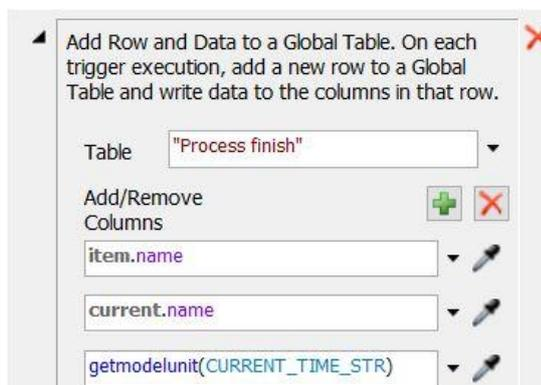 Add Row and Data to a Global Table. On each
trigger execution, add a new row to a Global
Table and write data to the columns in that row.
Table "Process finish"
Add/Remove
Columns
item.name
current.name
getmodelunit(CURRENT_TIME_STR)